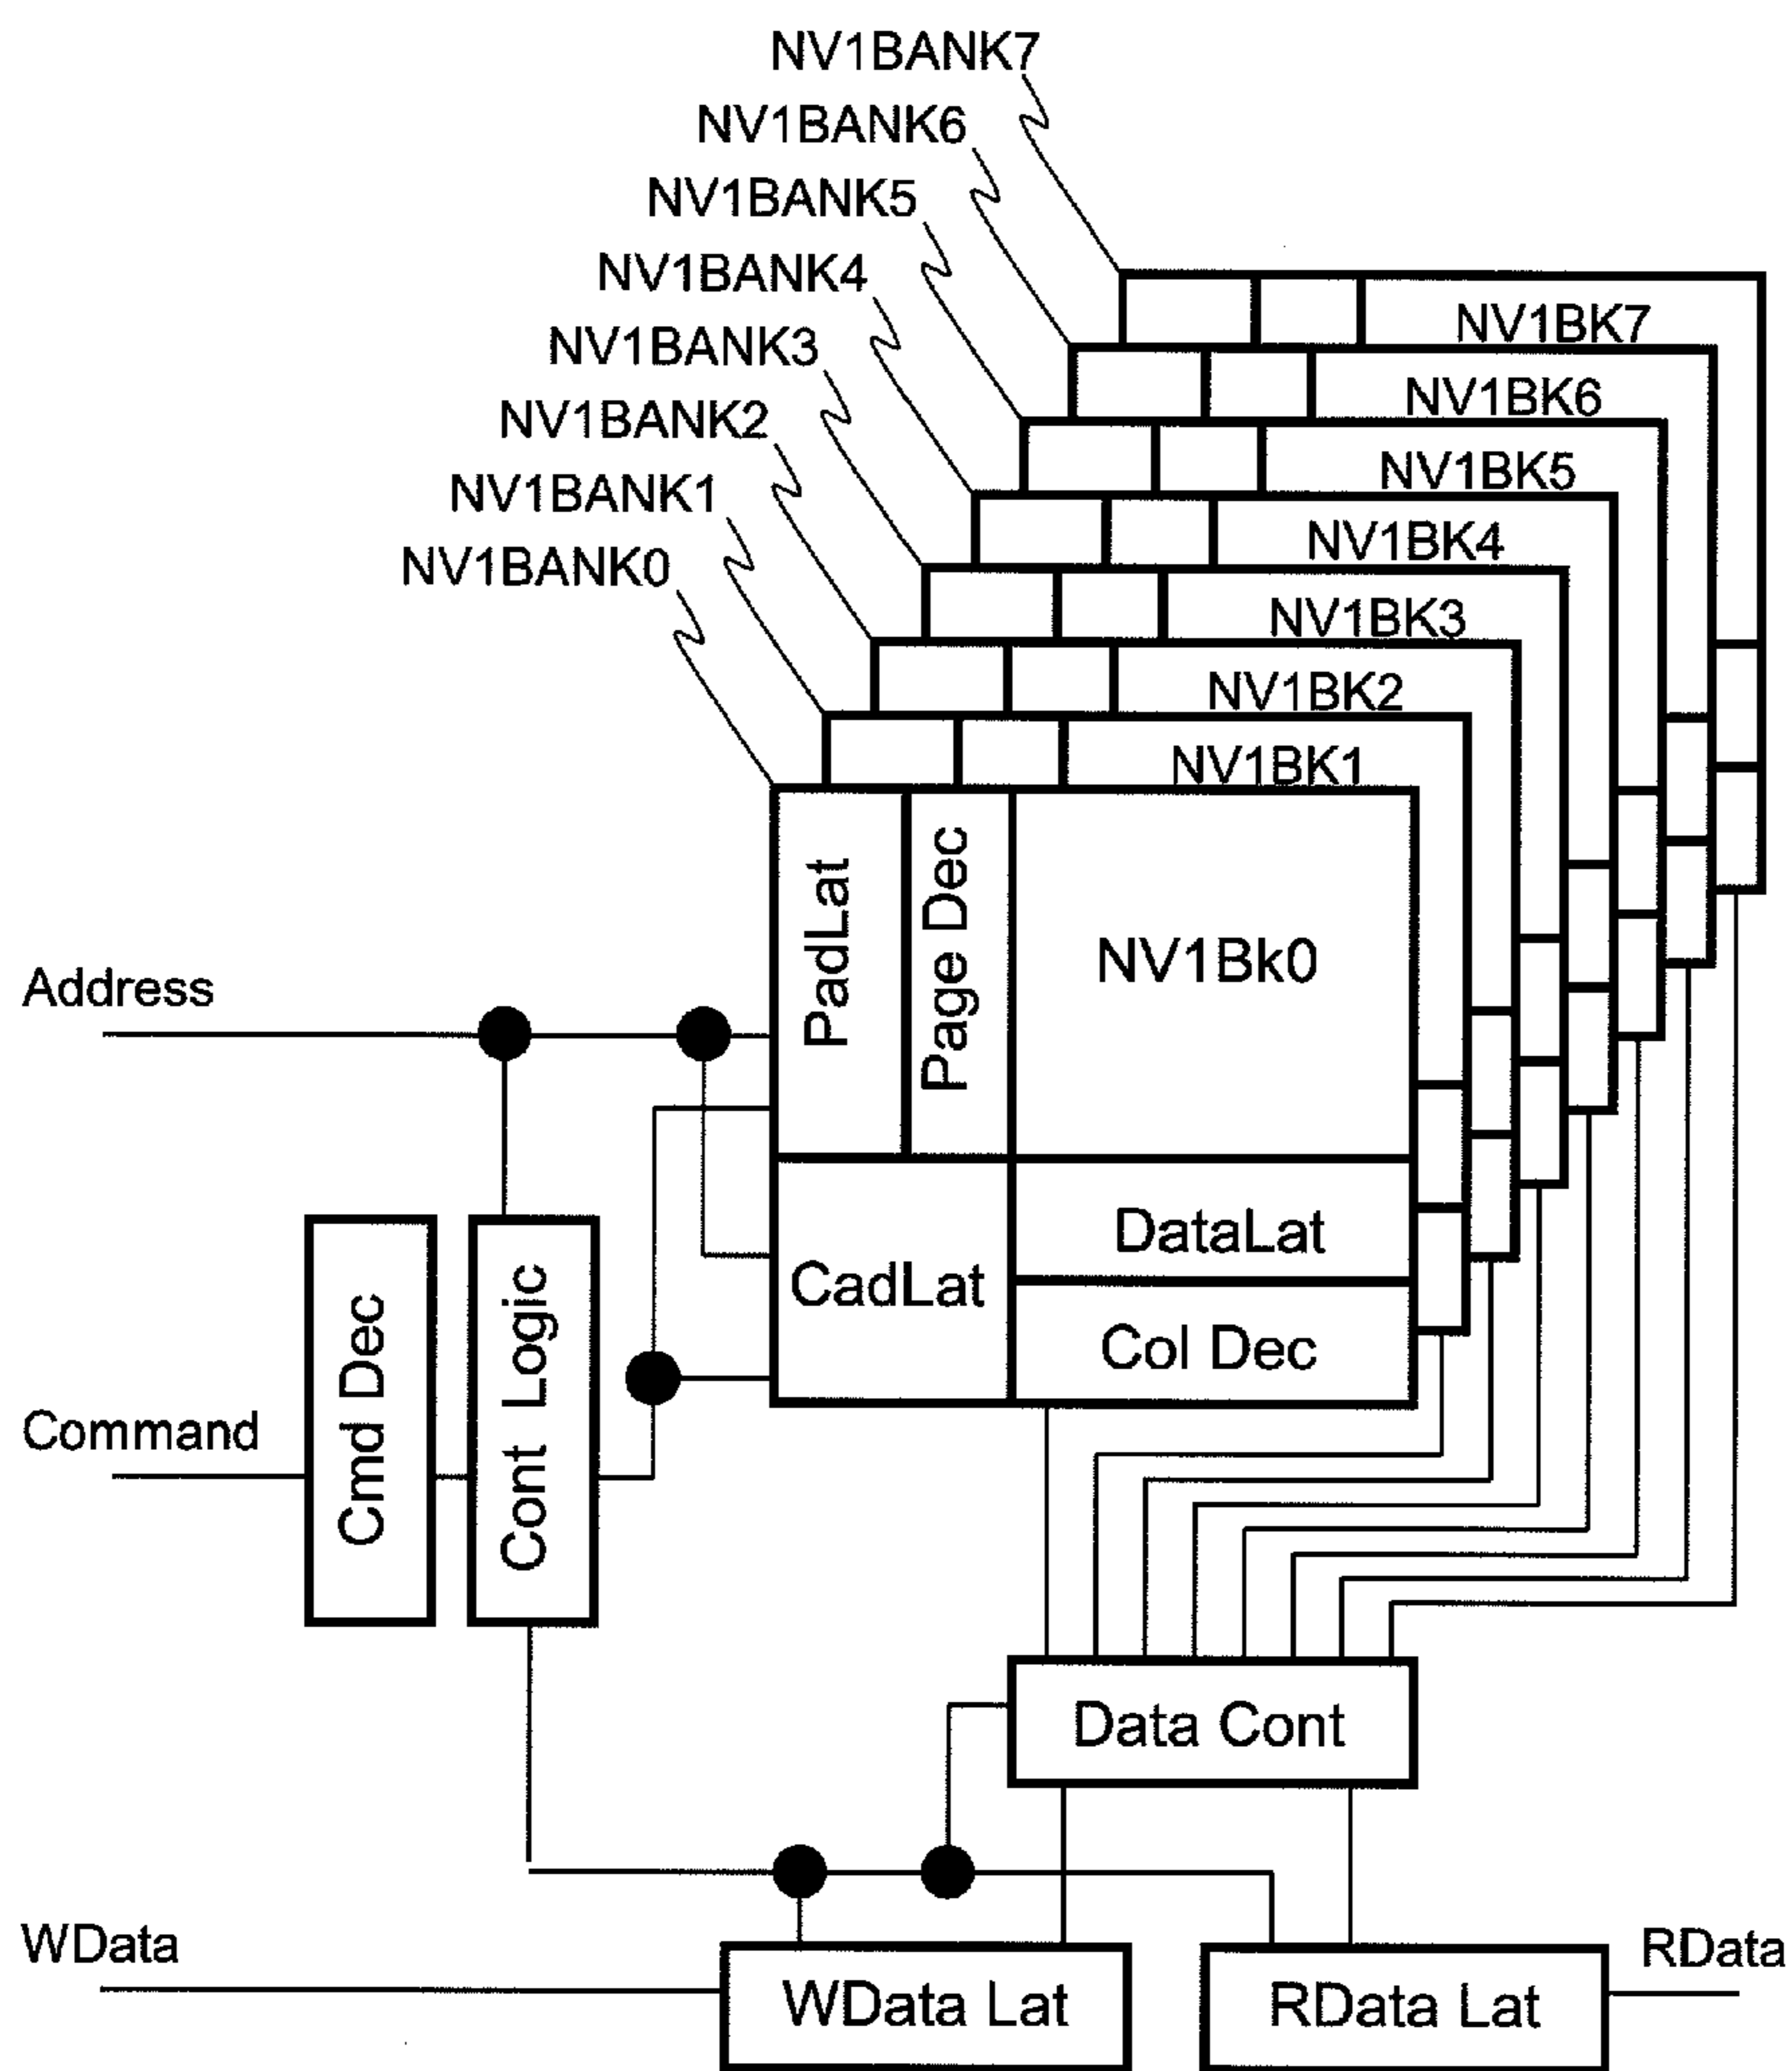 NV1BANK7
NV1BANK6
NV1BANK5
NV1BANK4
NV1BANK3
NV1BANK2
NV1BANK1
NV1BANK0
NV1BK7
NV1BK6
NV1BK5
NV1BK4
NV1BK3
NV1BK2
NV1BK1
NV1Bk0
PadLat
Page Dec
CadLat
DataLat
Col Dec
Address
Command
Cmd Dec
Cont Logic
Data Cont
WData
WData Lat
RData Lat
RData